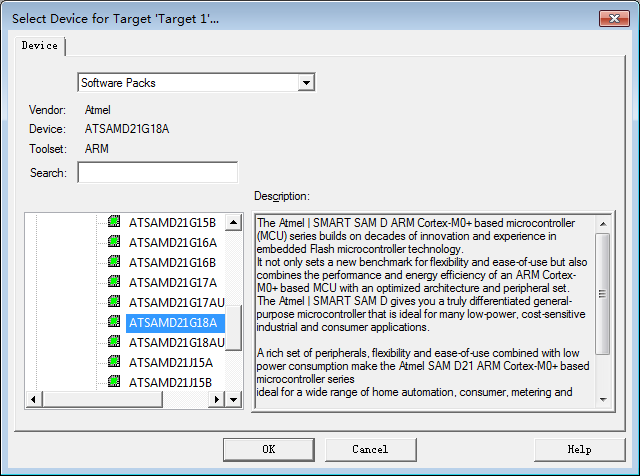 Select Device for Target 'Target 1'...
Device
Software Packs
Vendor: Atmel
Device: ATSAMD21G18A
Toolset: ARM
Search:
Description:
ATSAMD21G15B
ATSAMD21G16A
ATSAMD21G16B
ATSAMD21G17A
ATSAMD21G17AU
ATSAMD21G18A
ATSAMD21G18AU
ATSAMD21J15A
ATSAMD21J15B
The Atmel | SMART SAM D ARM Cortex-M0+ based microcontroller
(MCU) series builds on decades of innovation and experience in
embedded Flash microcontroller technology.
It not only sets a new benchmark for flexibility and ease-of-use but also
combines the performance and energy efficiency of an ARM Cortex-
M0+ based MCU with an optimized architecture and peripheral set.
The Atmel | SMART SAM D gives you a truly differentiated general-
purpose microcontroller that is ideal for many low-power, cost-sensitive
industrial and consumer applications.
A rich set of peripherals, flexibility and ease-of-use combined with low
power consumption make the Atmel SAM D21 ARM Cortex-M0+ based
microcontroller series
ideal for a wide range of home automation, consumer, metering and
OK
Cancel
Help